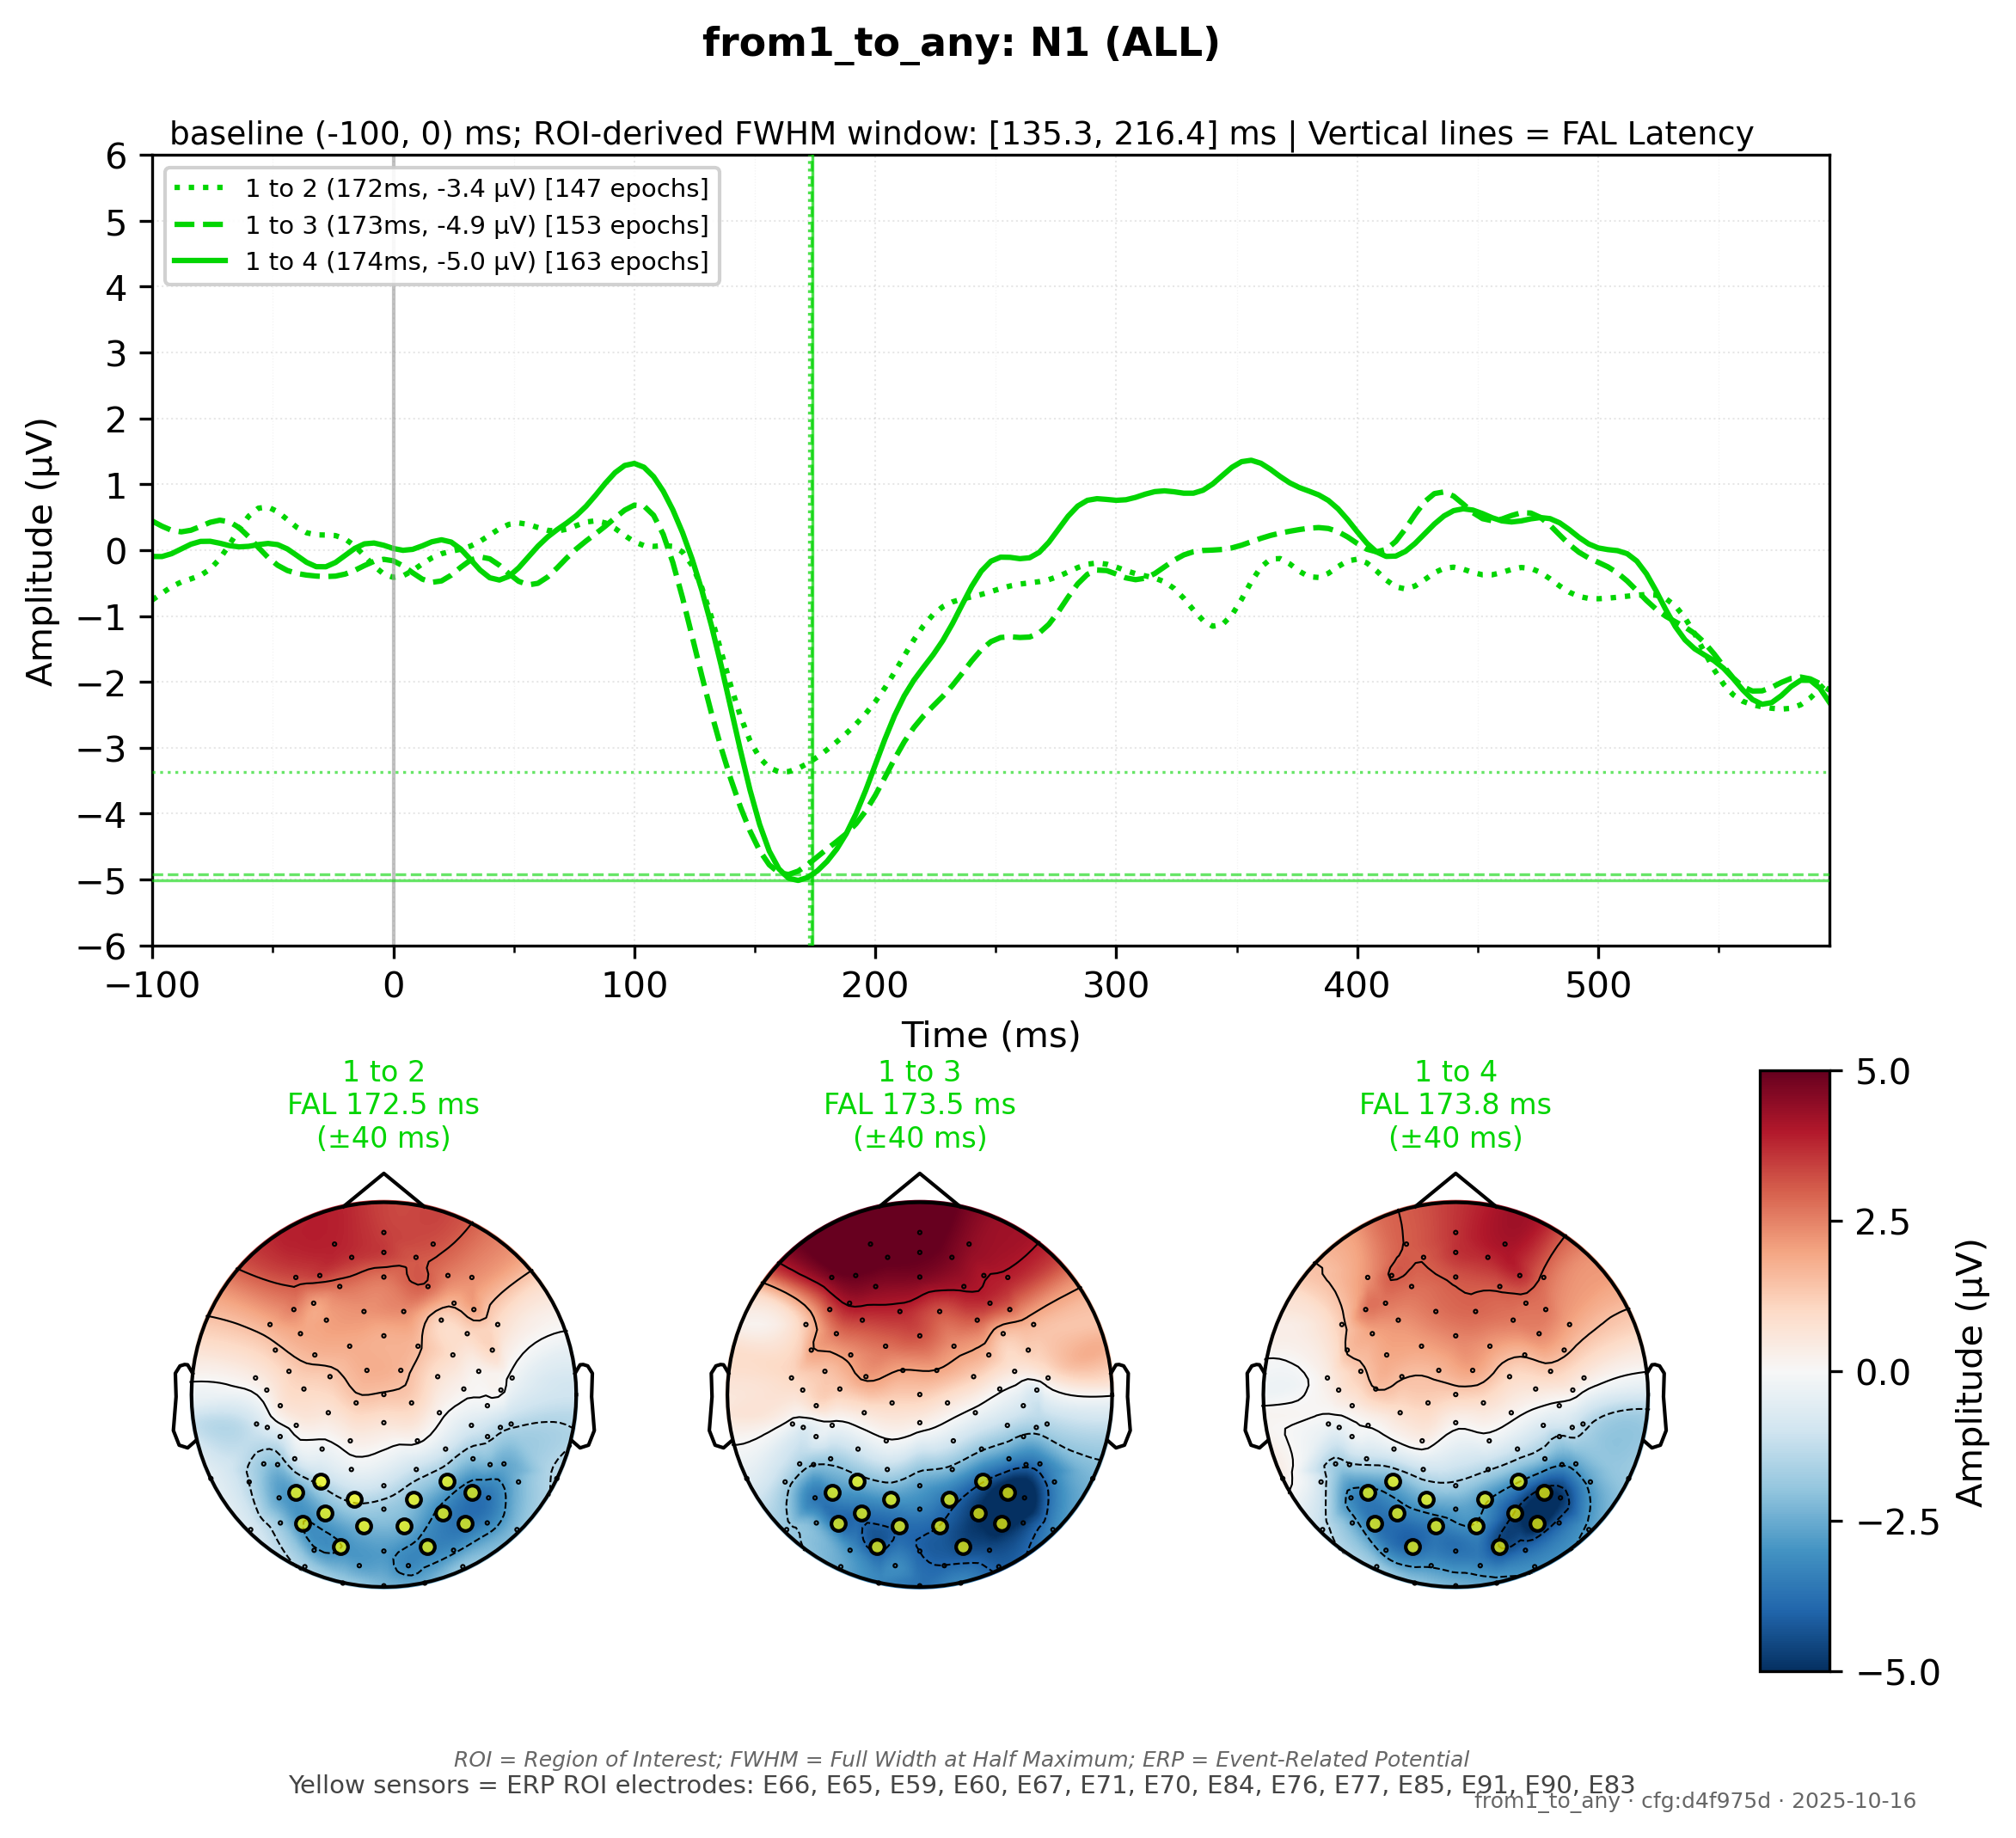 from1_to_any: N1 (ALL)
baseline (-100, 0) ms; ROI-derived FWHM window: [135.3, 216.4] ms | Vertical lines = FAL Latency
6
5
4
3
2
1
0
−1
−2
−3
−4
−5
−6
Amplitude (µV)
1 to 2 (172ms, -3.4 µV) [147 epochs]
1 to 3 (173ms, -4.9 µV) [153 epochs]
1 to 4 (174ms, -5.0 µV) [163 epochs]
−100 0 100 200 300 400 500
Time (ms)
1 to 2
FAL 172.5 ms
(±40 ms)
1 to 3
FAL 173.5 ms
(±40 ms)
1 to 4
FAL 173.8 ms
(±40 ms)
5.0
2.5
0.0
−2.5
−5.0
Amplitude (µV)
ROI = Region of Interest; FWHM = Full Width at Half Maximum; ERP = Event-Related Potential
Yellow sensors = ERP ROI electrodes: E66, E65, E59, E60, E67, E71, E70, E84, E76, E77, E85, E91, E90, E83
from1_to_any · cfg:d4f975d · 2025-10-16